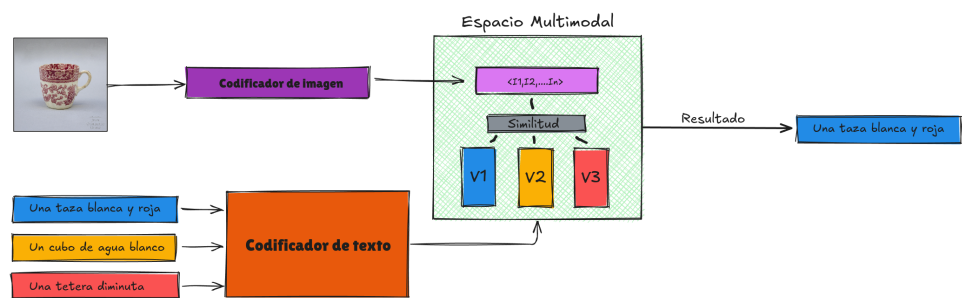 Espacio Multimodal
Codificador de imagen
<I1,I2,....In>
Similitud
V1
V2
V3
Resultado
Una taza blanca y roja
Una taza blanca y roja
Un cubo de agua blanco
Una tetera diminuta
Codificador de texto